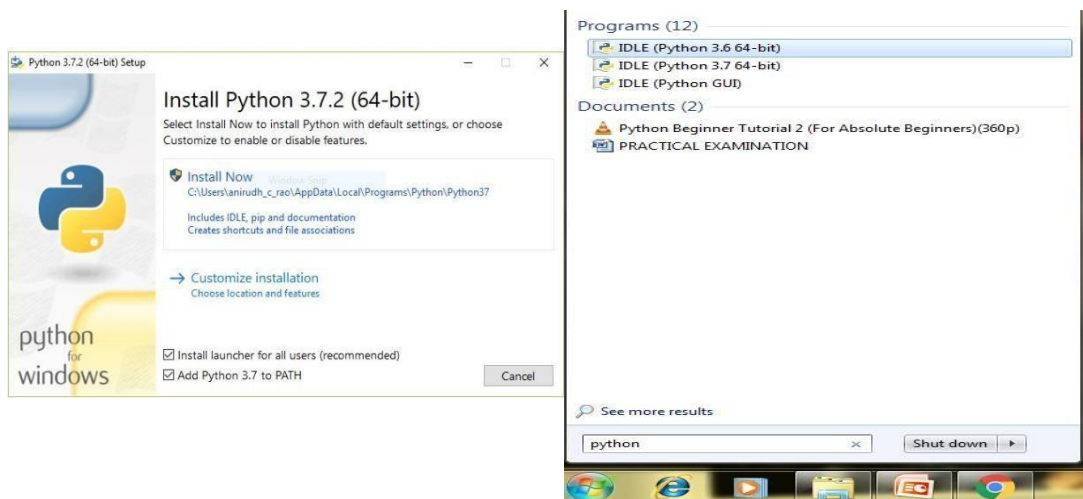 Python 3.7.2 (64-bit) Setup
Install Python 3.7.2 (64-bit)
Select Install Now to install Python with default settings, or choose
Customize to enable or disable features.
Install Now
Window Snip
C:\Users\anirudh_c_rao\AppData\Local\Programs\Python\Python37
Includes IDLE, pip and documentation
Creates shortcuts and file associations
→ Customize installation
Choose location and features
python
for
windows
Install launcher for all users (recommended)
Add Python 3.7 to PATH
Cancel
Programs (12)
IDLE (Python 3.6 64-bit)
IDLE (Python 3.7 64-bit)
IDLE (Python GUI)
Documents (2)
Python Beginner Tutorial 2 (For Absolute Beginners)(360p)
PRACTICAL EXAMINATION
See more results
python
Shut down